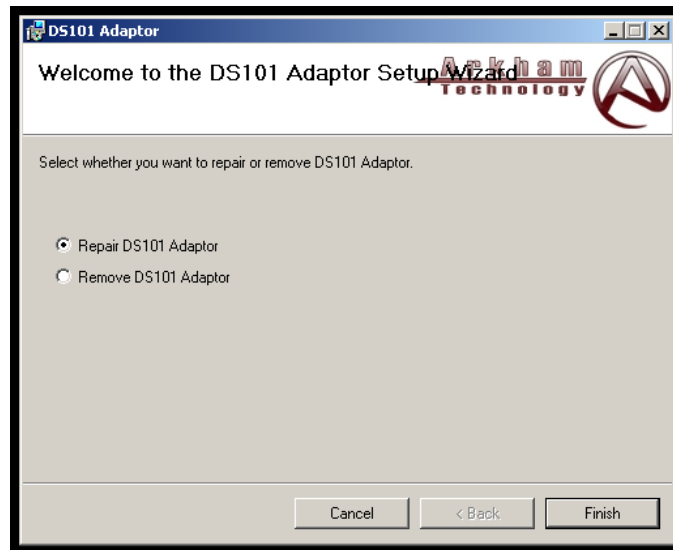 DS101 Adaptor
Welcome to the DS101 Adaptor Setup Wizard
Arkham
Technology
Select whether you want to repair or remove DS101 Adaptor.
Repair DS101 Adaptor
Remove DS101 Adaptor
Cancel
< Back
Finish